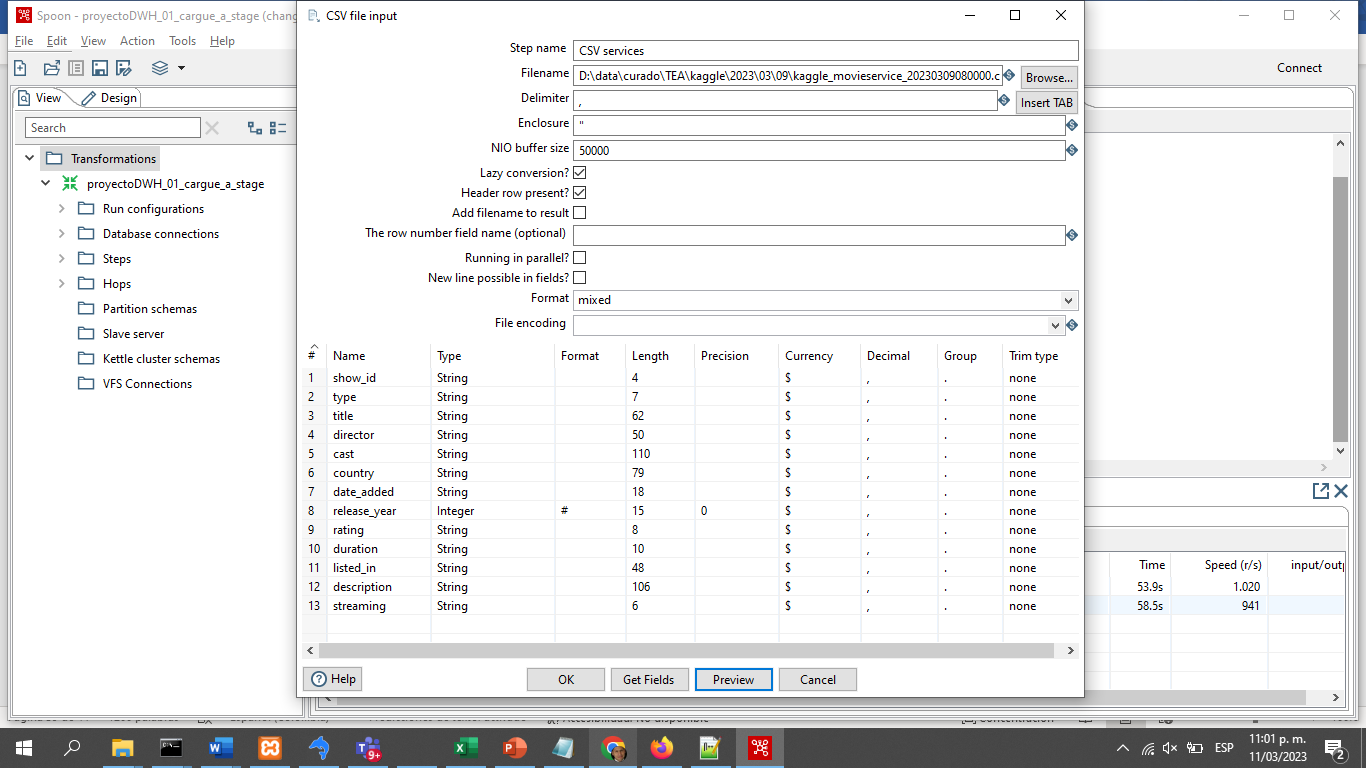 Spoon - proyectoDWH_01_cargue_a_stage (chang
CSV file input
File Edit View Action Tools Help
Connect
View Design
Search
Transformations
proyectoDWH_01_cargue_a_stage
Run configurations
Database connections
Steps
Hops
Partition schemas
Slave server
Kettle cluster schemas
VFS Connections
Step name CSV services
Filename D:\data\curado\TEA\kaggle\2023\03\09\kaggle_movieservice_20230309080000.c Browse...
Delimiter , Insert TAB
Enclosure "
NIO buffer size 50000
Lazy conversion?
Header row present?
Add filename to result
The row number field name (optional)
Running in parallel?
New line possible in fields?
Format mixed
File encoding
# Name Type Format Length Precision Currency Decimal Group Trim type
1 show_id String 4 $ , . none
2 type String 7 $ , . none
3 title String 62 $ , . none
4 director String 50 $ , . none
5 cast String 110 $ , . none
6 country String 79 $ , . none
7 date_added String 18 $ , . none
8 release_year Integer # 15 0 $ , . none
9 rating String 8 $ , . none
10 duration String 10 $ , . none
11 listed_in String 48 $ , . none
12 description String 106 $ , . none
13 streaming String 6 $ , . none
Help OK Get Fields Preview Cancel
Time Speed (r/s) input/outp
53.9s 1.020
58.5s 941
9+
ESP
11:01 p. m.
11/03/2023
2